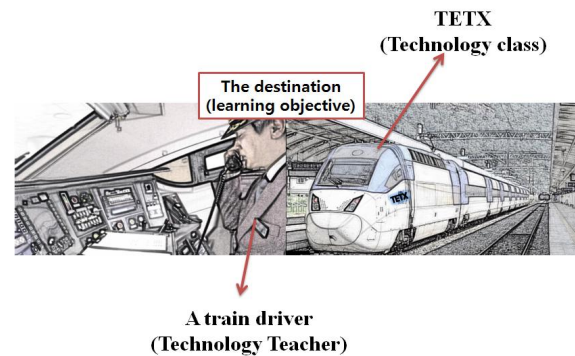 TETX
(Technology class)
The destination
(learning objective)
TETX
A train driver
(Technology Teacher)